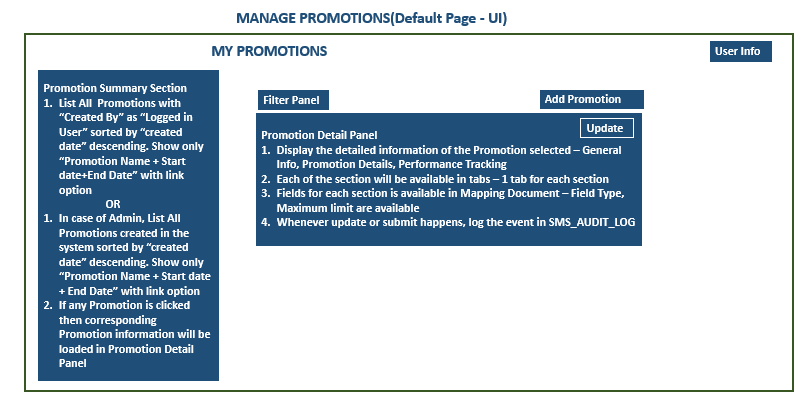 MANAGE PROMOTIONS(Default Page - UI)
MY PROMOTIONS
User Info
Promotion Summary Section
1. List All Promotions with
“Created By” as “Logged in
User” sorted by “created
date” descending. Show only
“Promotion Name + Start
date+End Date” with link
option
OR
1. In case of Admin, List All
Promotions created in the
system sorted by “created
date” descending. Show only
“Promotion Name + Start date
+ End Date” with link option
2. If any Promotion is clicked
then corresponding
Promotion information will be
loaded in Promotion Detail
Panel
Filter Panel
Add Promotion
Update
Promotion Detail Panel
1. Display the detailed information of the Promotion selected – General
Info, Promotion Details, Performance Tracking
2. Each of the section will be available in tabs – 1 tab for each section
3. Fields for each section is available in Mapping Document – Field Type,
Maximum limit are available
4. Whenever update or submit happens, log the event in SMS_AUDIT_LOG